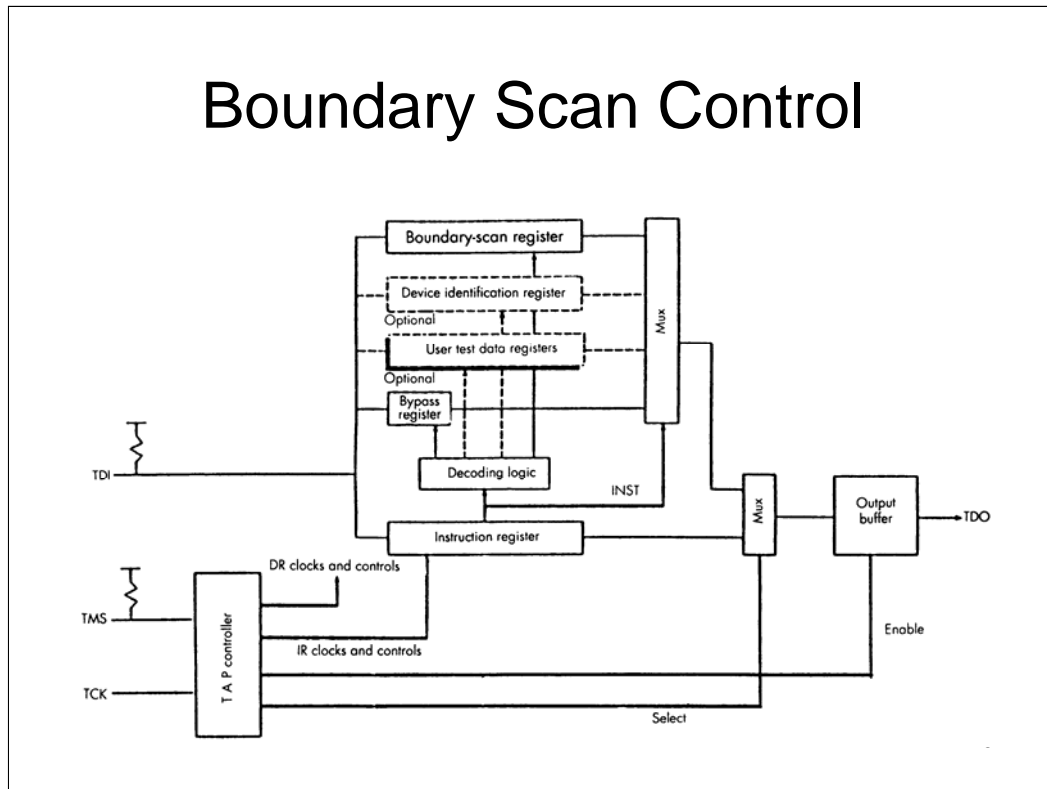 Boundary Scan Control
Boundary-scan register
Device identification register
Optional
User test data registers
Optional
Bypass
register
Mux
TDI
Decoding logic
INST
Instruction register
Mux
Output
buffer
TDO
DR clocks and controls
TMS
TAP controller
IR clocks and controls
Enable
TCK
Select